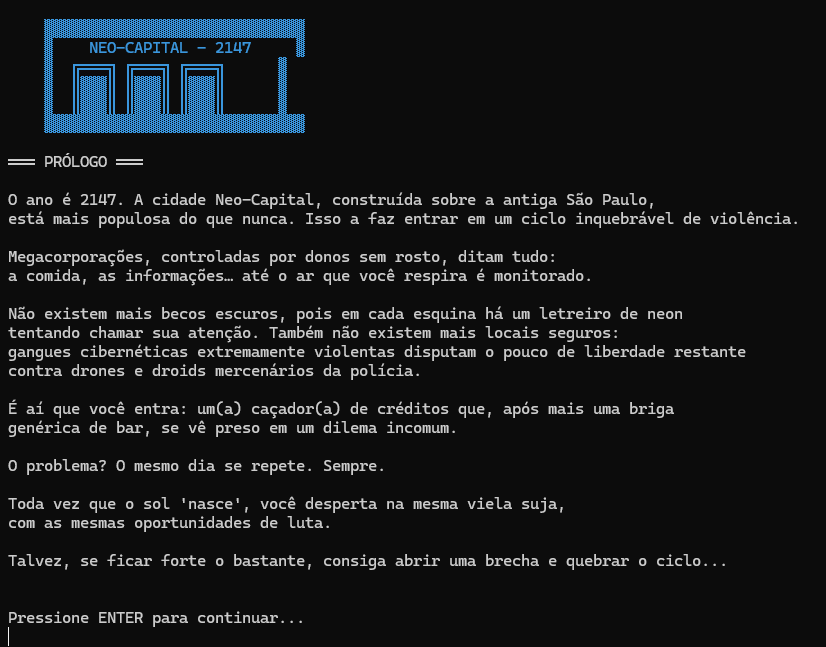 NEO-CAPITAL - 2147
═══ PRÓLOGO ═══
O ano é 2147. A cidade Neo-Capital, construída sobre a antiga São Paulo,
está mais populosa do que nunca. Isso a faz entrar em um ciclo inquebrável de violência.
Megacorporações, controladas por donos sem rosto, ditam tudo:
a comida, as informações… até o ar que você respira é monitorado.
Não existem mais becos escuros, pois em cada esquina há um letreiro de neon
tentando chamar sua atenção. Também não existem mais locais seguros:
gangues cibernéticas extremamente violentas disputam o pouco de liberdade restante
contra drones e droids mercenários da polícia.
É aí que você entra: um(a) caçador(a) de créditos que, após mais uma briga
genérica de bar, se vê preso em um dilema incomum.
O problema? O mesmo dia se repete. Sempre.
Toda vez que o sol 'nasce', você desperta na mesma viela suja,
com as mesmas oportunidades de luta.
Talvez, se ficar forte o bastante, consiga abrir uma brecha e quebrar o ciclo...
Pressione ENTER para continuar...